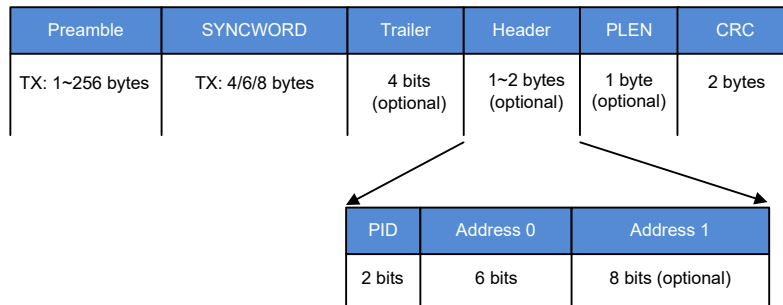 Preamble SYNCWORD Trailer Header PLEN CRC
TX: 1~256 bytes TX: 4/6/8 bytes 4 bits 1~2 bytes 1 byte 2 bytes
(optional) (optional) (optional)
PID Address 0 Address 1
2 bits 6 bits 8 bits (optional)